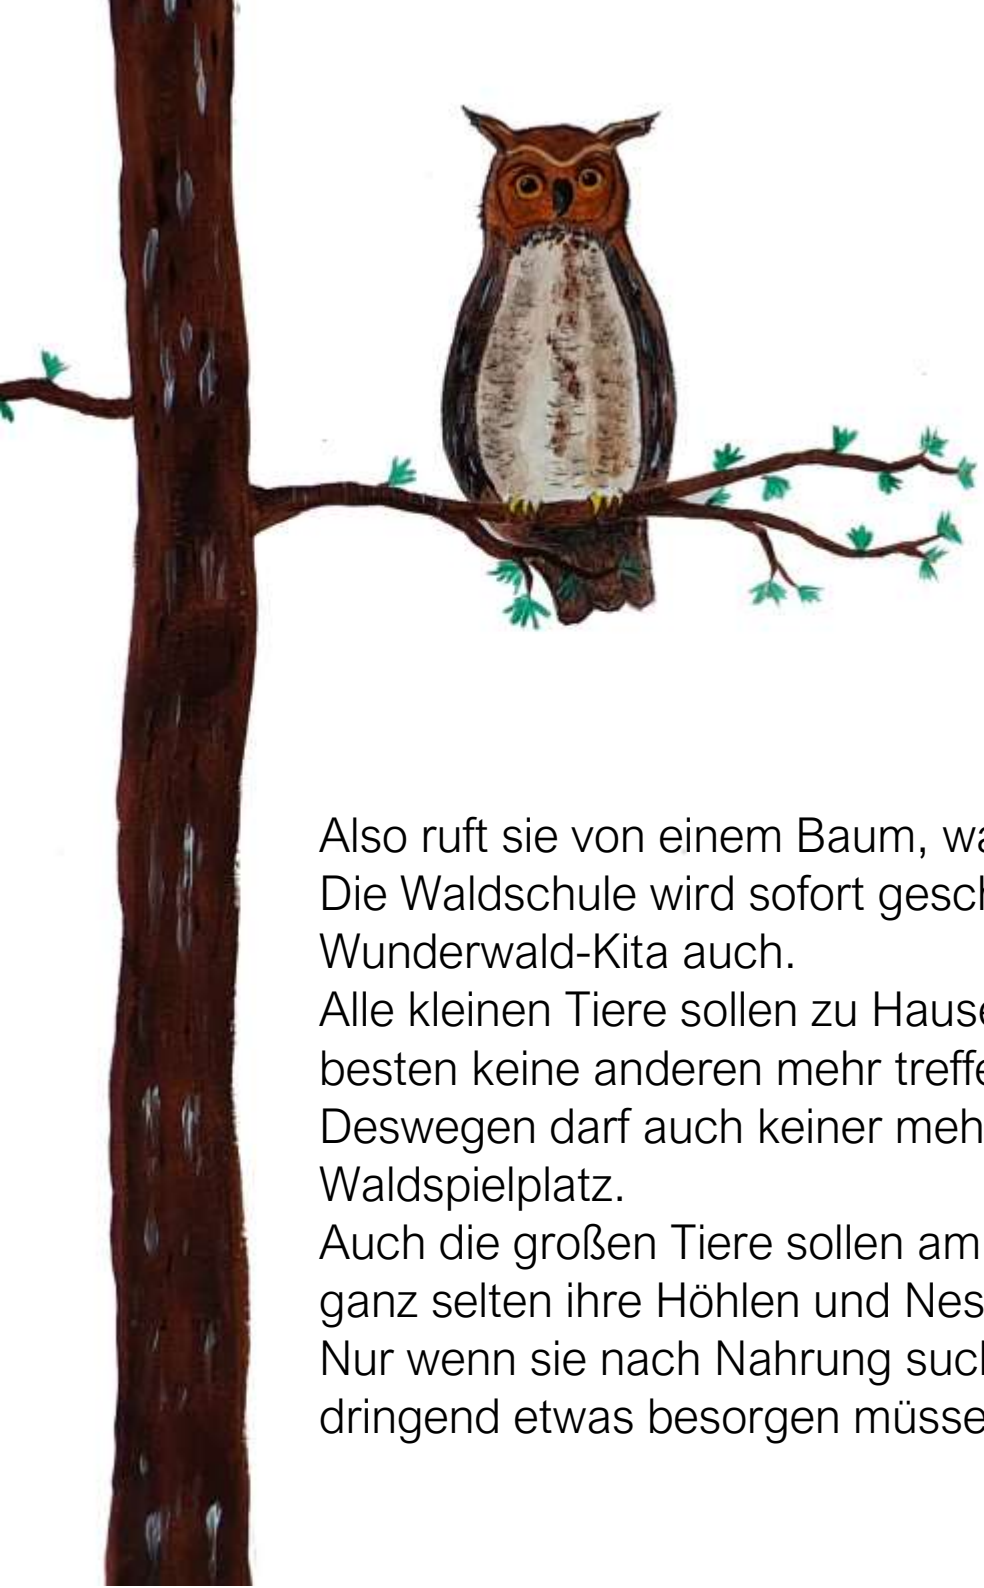 Also ruft sie von einem Baum,
Die Waldschule wird sofort
Wunderwald-Kita auch.
Alle kleinen Tiere sollen zu Hause
besten keine anderen mehr
Deswegen darf auch keiner
Waldspielplatz.
Auch die großen Tiere sollen am
ganz selten ihre Höhlen und
Nur wenn sie nach Nahrung
dringend etwas besorgen